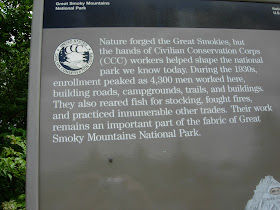 Great Smoky Mountains
National Park
Nature forged the Great Smokies, but
the hands of Civilian Conservation Corps
(CCC) workers helped shape the national
park we know today. During the 1930s,
enrollment peaked as 4,300 men worked here,
building roads, campgrounds, trails, and buildings.
They also reared fish for stocking, fought fires,
and practiced innumerable other trades. Their work
remains an important part of the fabric of Great
Smoky Mountains National Park.